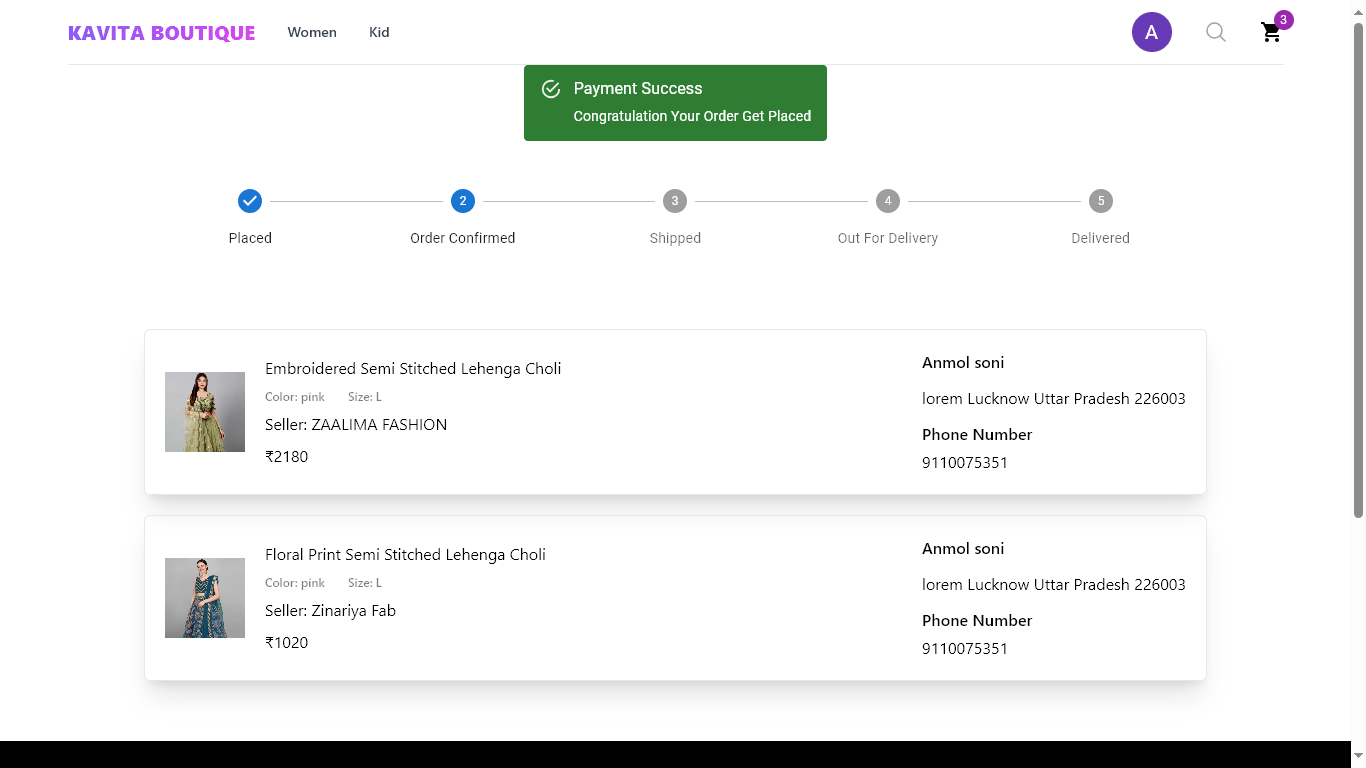 KAVITA BOUTIQUE Women Kid A 3
Payment Success
Congratulation Your Order Get Placed
2 3 4 5
Placed Order Confirmed Shipped Out For Delivery Delivered
Embroidered Semi Stitched Lehenga Choli
Color: pink Size: L
Seller: ZAALIMA FASHION
₹2180
Anmol soni
lorem Lucknow Uttar Pradesh 226003
Phone Number
9110075351
Floral Print Semi Stitched Lehenga Choli
Color: pink Size: L
Seller: Zinariya Fab
₹1020
Anmol soni
lorem Lucknow Uttar Pradesh 226003
Phone Number
9110075351